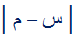 | س – م |